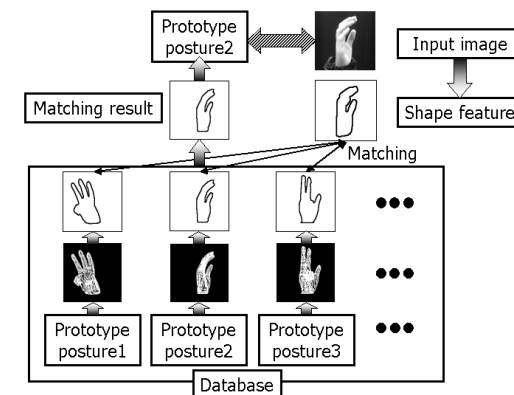 Prototype
posture2
Input image
Matching result
Shape feature
Matching
Prototype
posture1
Prototype
posture2
Prototype
posture3
Database